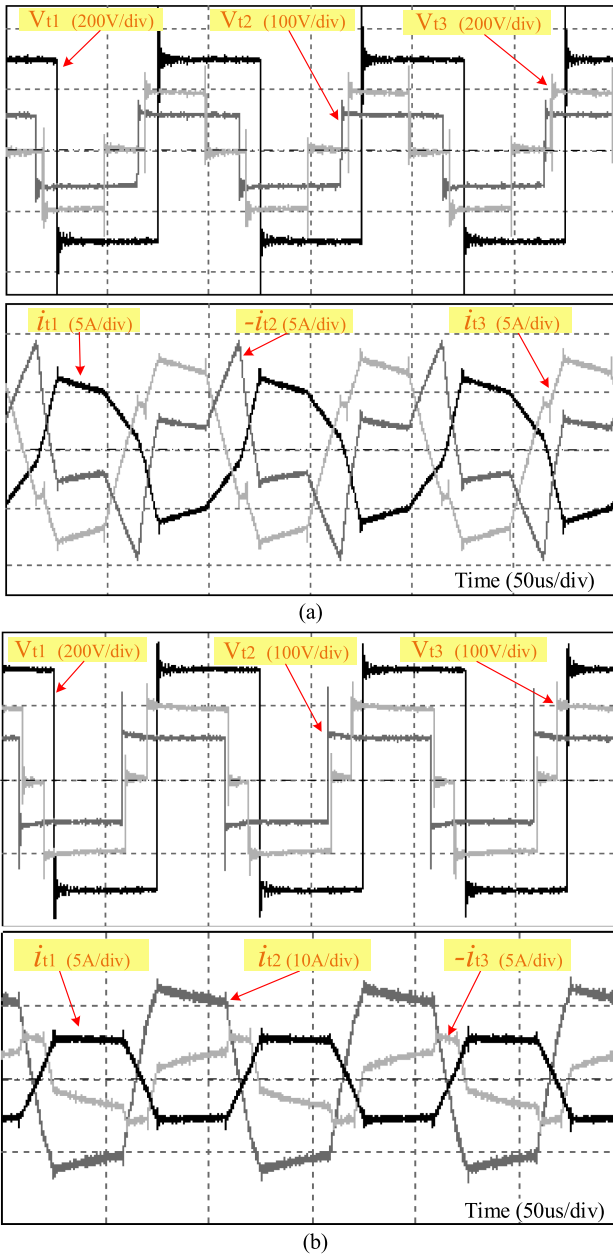 Vt1 (200V/div) Vt2 (100V/div) Vt3 (200V/div)
it1 (5A/div) -it2 (5A/div) it3 (5A/div)
Time (50us/div)
(a)
Vt1 (200V/div) Vt2 (100V/div) Vt3 (100V/div)
it1 (5A/div) it2 (10A/div) -it3 (5A/div)
Time (50us/div)
(b)